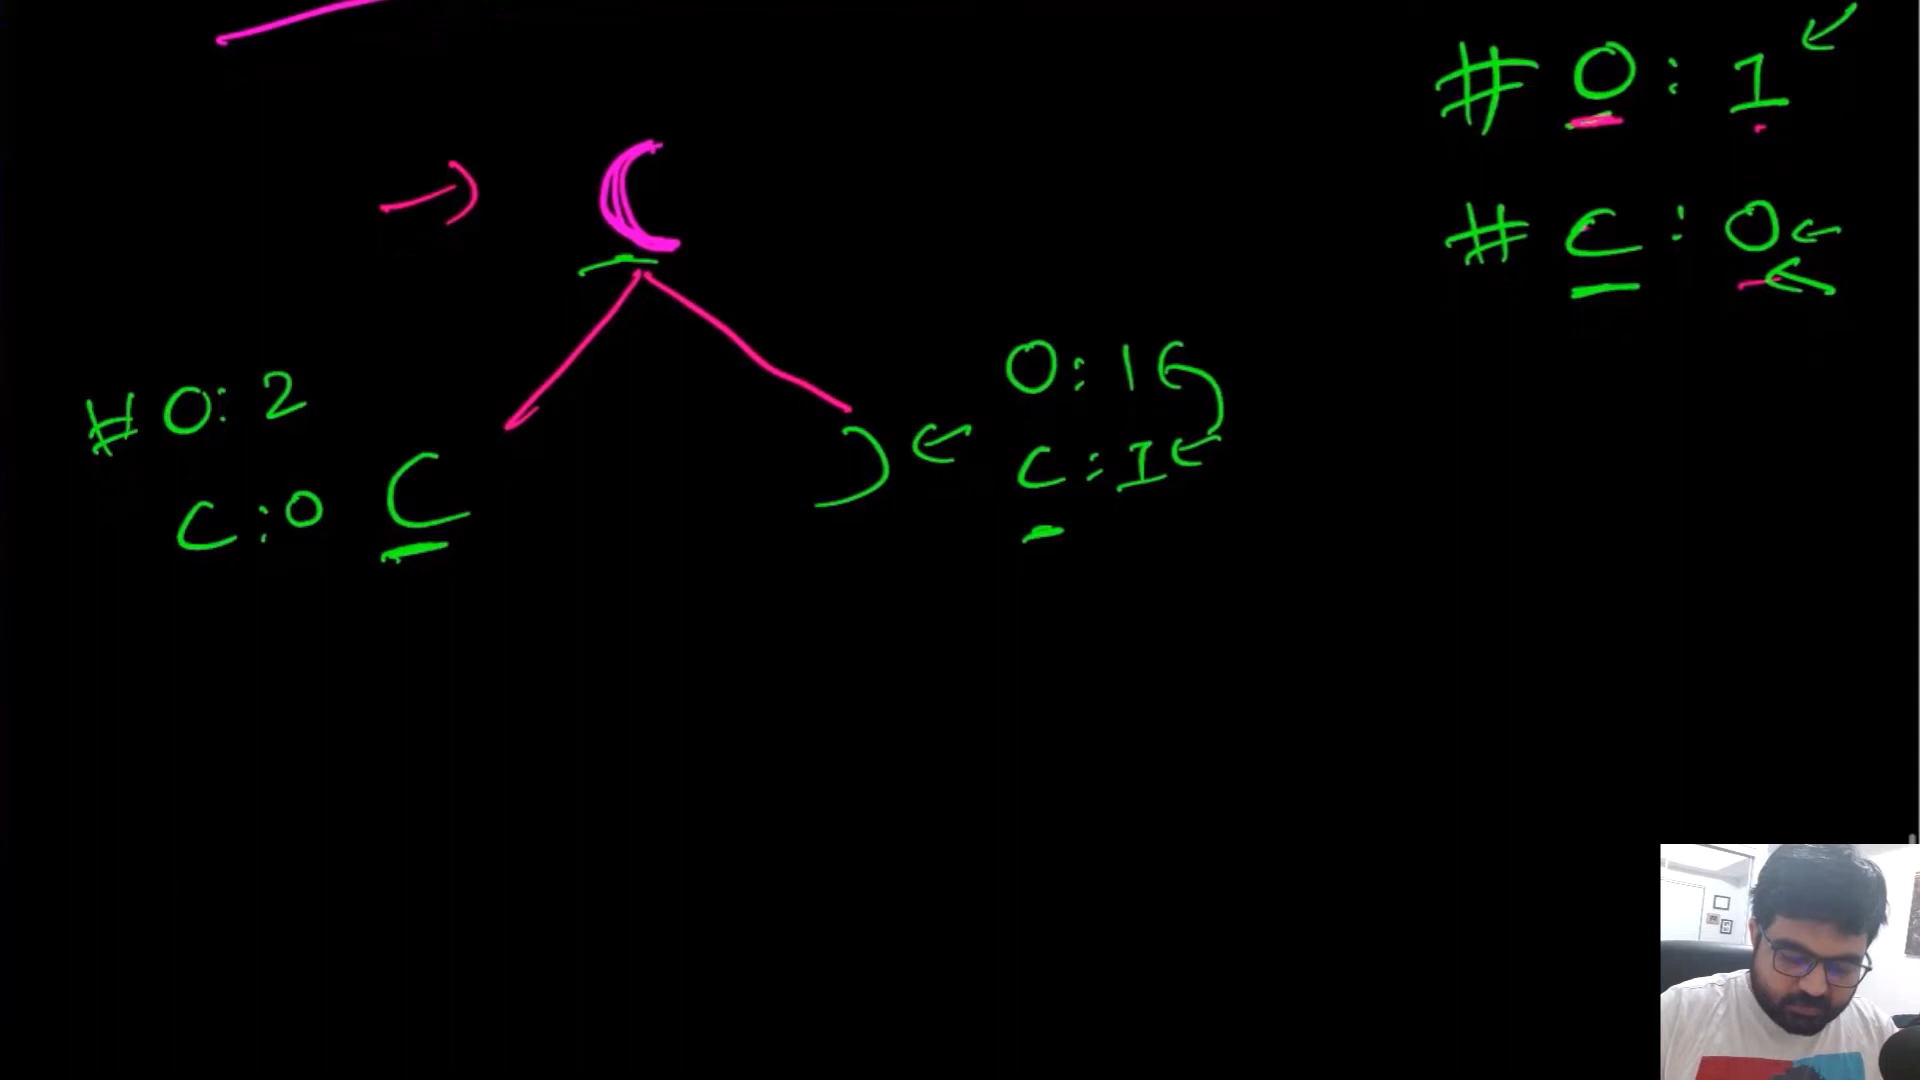 # O : 1
(
# C : 0
O : 1
# O : 2
)
C : 1
C : 0 (